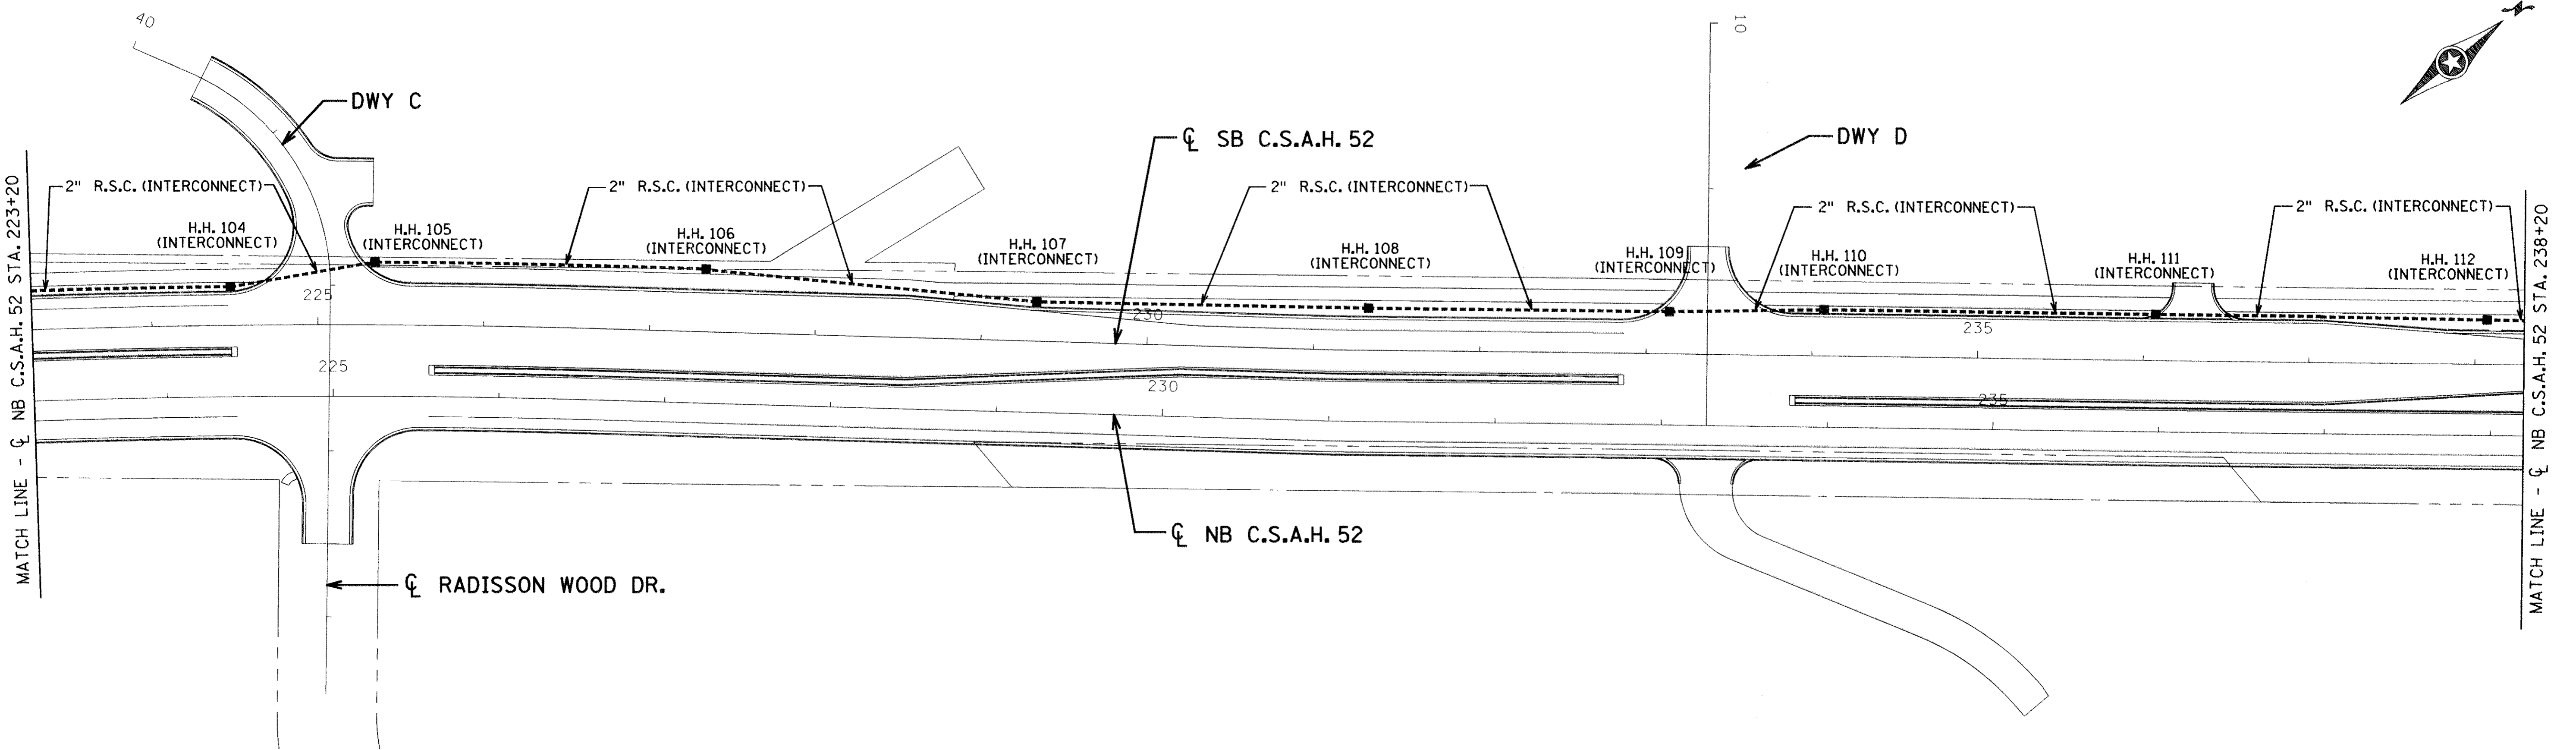 40
10
N
DWY C
℄ SB C.S.A.H. 52
DWY D
2" R.S.C. (INTERCONNECT)
2" R.S.C. (INTERCONNECT)
2" R.S.C. (INTERCONNECT)
2" R.S.C. (INTERCONNECT)
2" R.S.C. (INTERCONNECT)
H.H. 104
(INTERCONNECT)
H.H. 105
(INTERCONNECT)
H.H. 106
(INTERCONNECT)
H.H. 107
(INTERCONNECT)
H.H. 108
(INTERCONNECT)
H.H. 109
(INTERCONNECT)
H.H. 110
(INTERCONNECT)
H.H. 111
(INTERCONNECT)
H.H. 112
(INTERCONNECT)
225
230
235
225
230
235
MATCH LINE - ℄ NB C.S.A.H. 52 STA. 223+20
MATCH LINE - ℄ NB C.S.A.H. 52 STA. 238+20
℄ NB C.S.A.H. 52
℄ RADISSON WOOD DR.